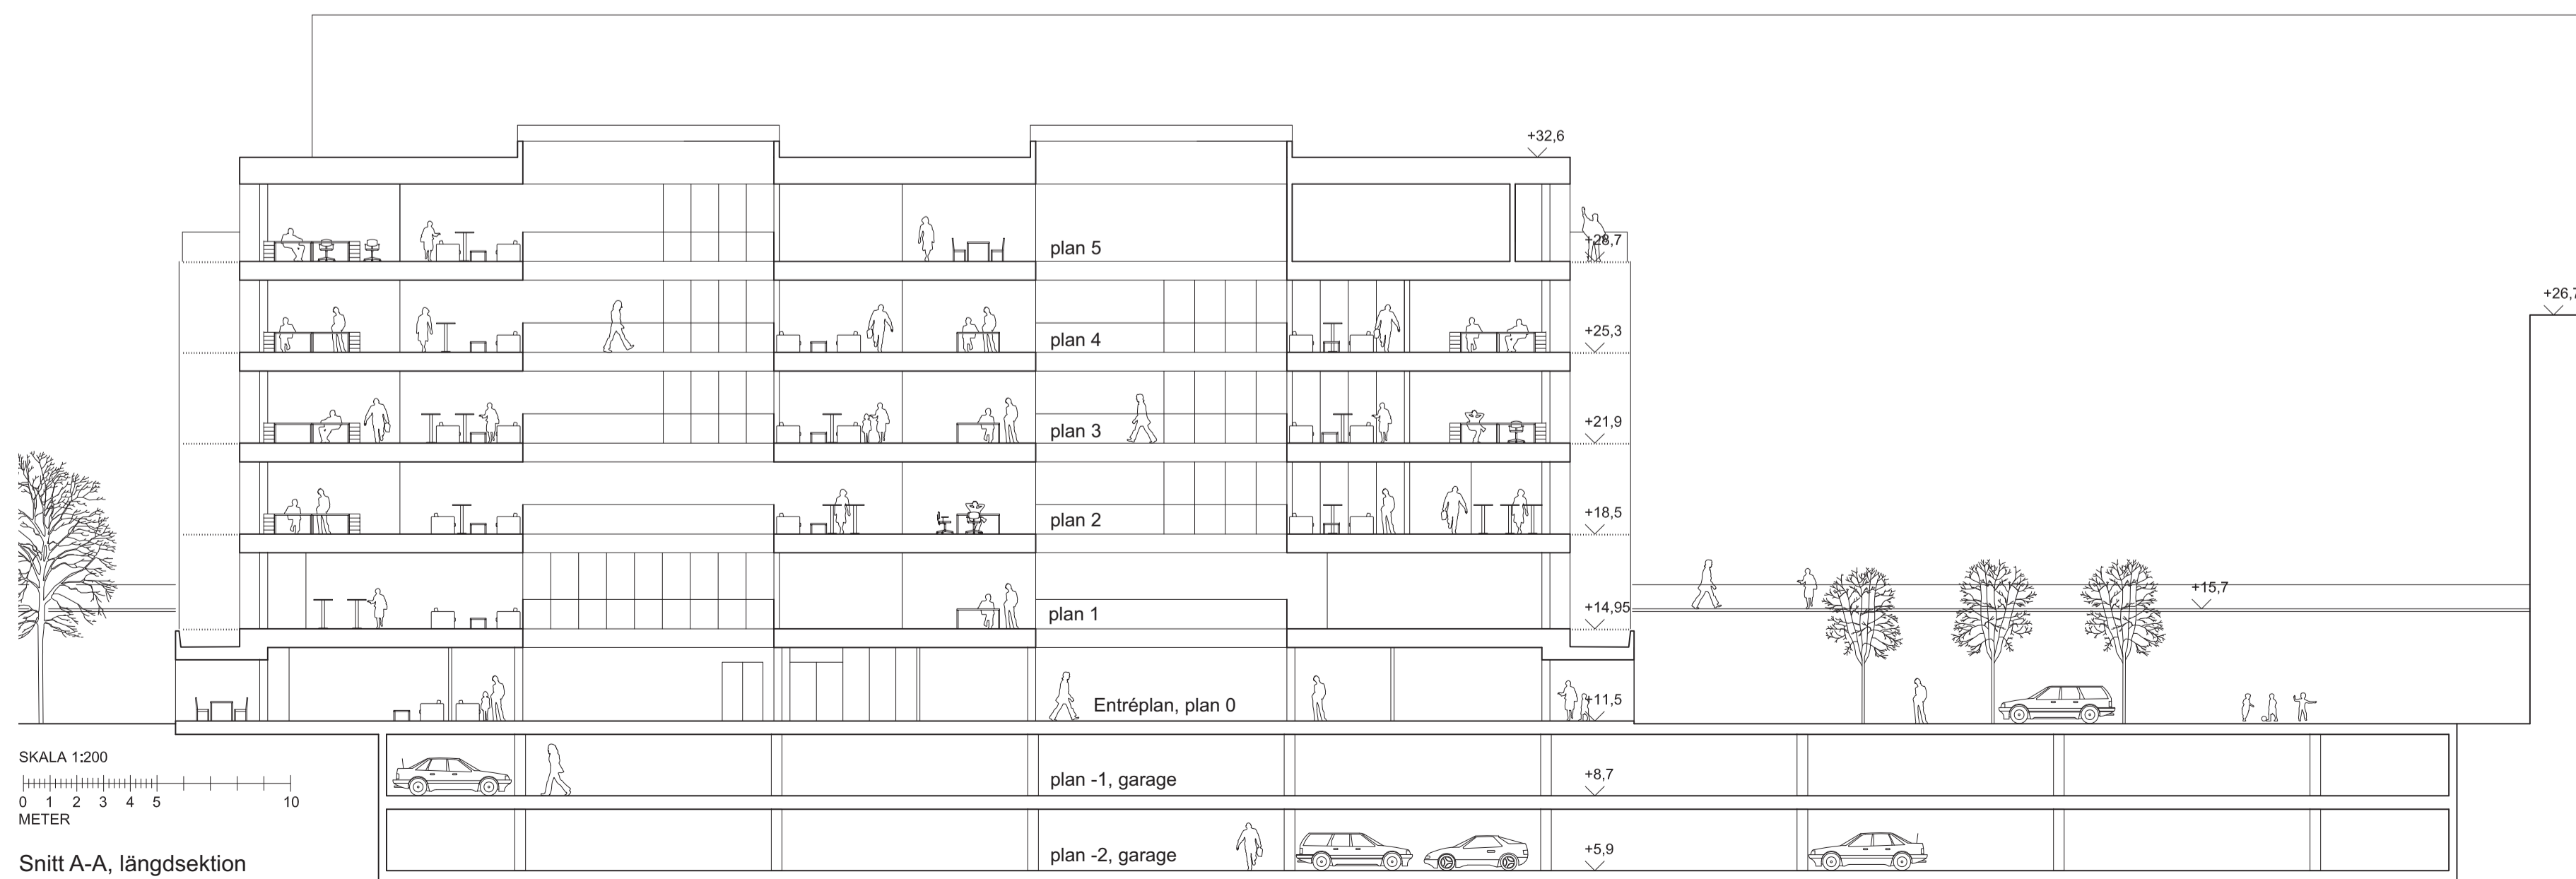 +32,6
plan 5
+28,7
+26,7
plan 4
+25,3
plan 3
+21,9
plan 2
+18,5
+15,7
plan 1
+14,95
Entréplan, plan 0
+11,5
SKALA 1:200
0 1 2 3 4 5 10
METER
plan -1, garage
+8,7
plan -2, garage
+5,9
Snitt A-A, längdsektion